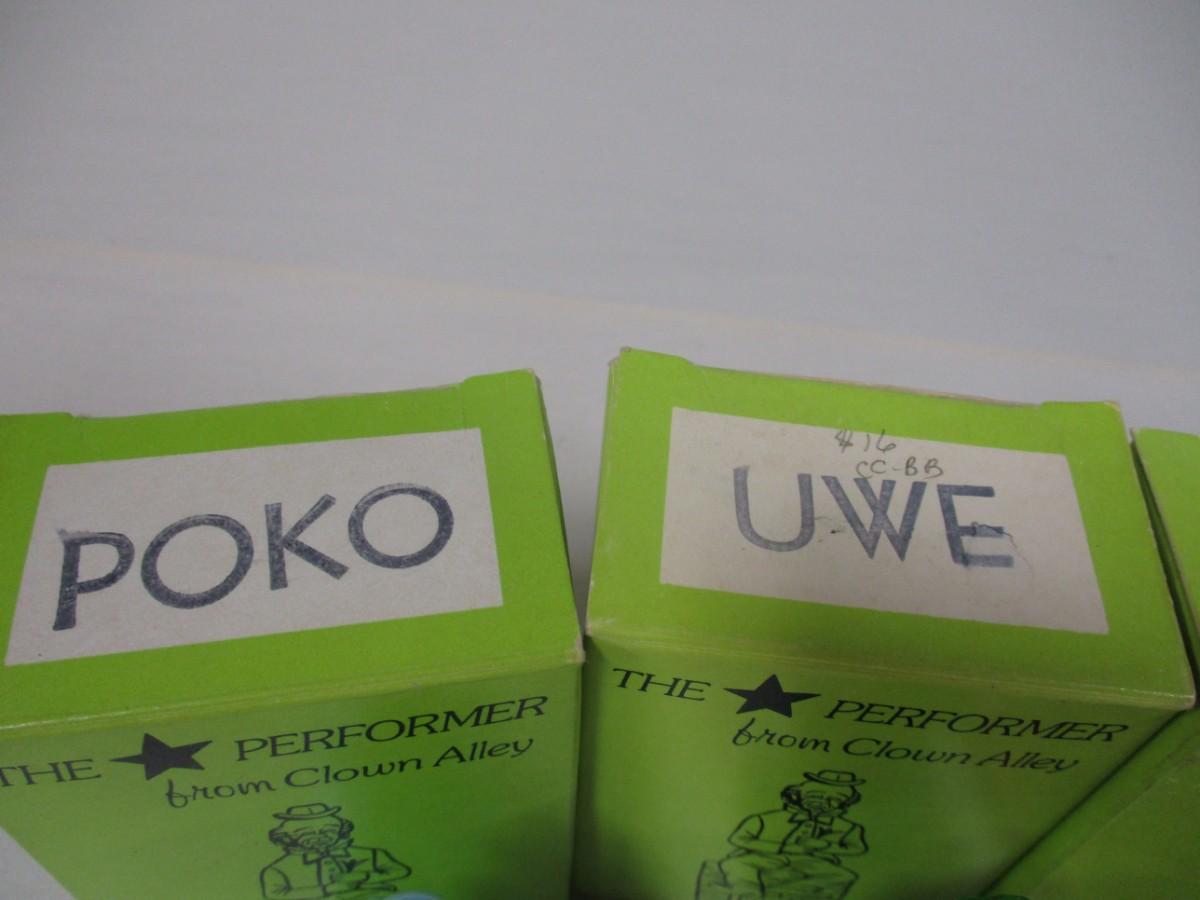 POKO
THE ★ PERFORMER
from Clown Alley
#16
CC-BB
UWE
THE ★ PERFORMER
from Clown Alley